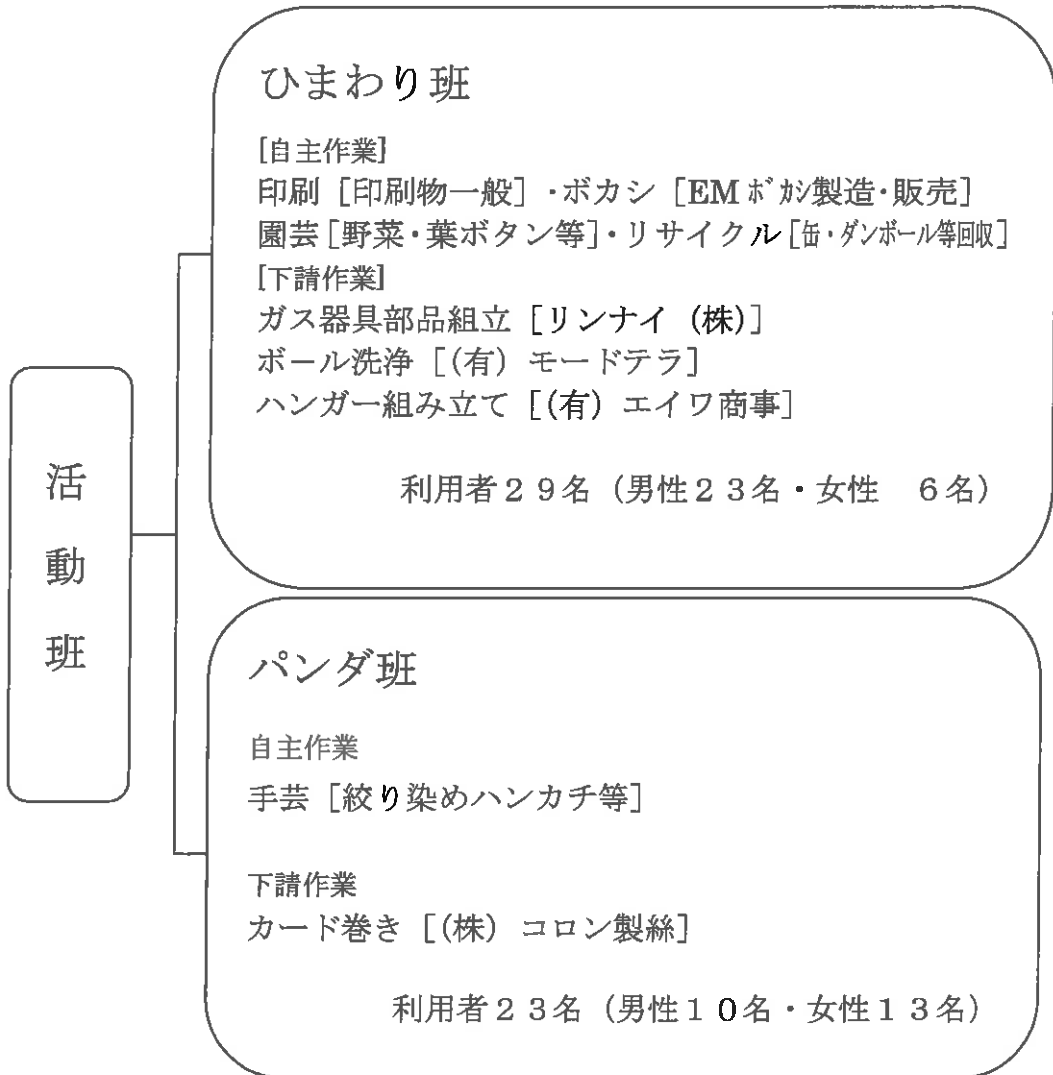 活動班
ひまわり班
[自主作業]
印刷［印刷物一般］・ボカシ［EMボカシ製造・販売］
園芸［野菜・葉ボタン等］・リサイクル［缶・ダンボール等回収］
[下請作業]
ガス器具部品組立［リンナイ（株）］
ボール洗浄［（有）モードテラ］
ハンガー組み立て［（有）エイワ商事］
利用者２９名（男性２３名・女性　６名）
パンダ班
自主作業
手芸［絞り染めハンカチ等］
下請作業
カード巻き［（株）コロン製絲］
利用者２３名（男性１０名・女性１３名）